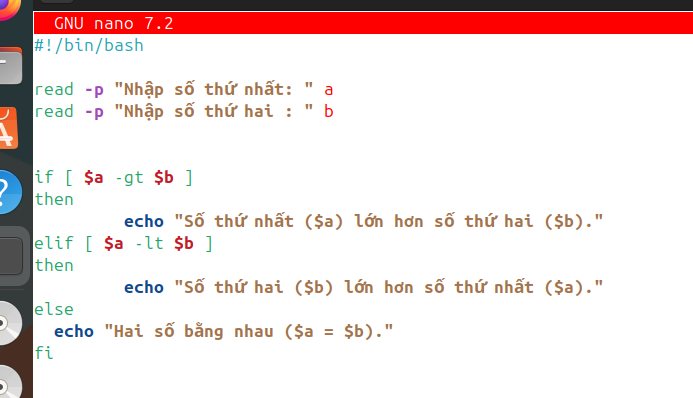 GNU nano 7.2
#!/bin/bash
read -p "Nhập số thứ nhất: " a
read -p "Nhập số thứ hai : " b
if [ $a -gt $b ]
then
echo "Số thứ nhất ($a) lớn hơn số thứ hai ($b)."
elif [ $a -lt $b ]
then
echo "Số thứ hai ($b) lớn hơn số thứ nhất ($a)."
else
echo "Hai số bằng nhau ($a = $b)."
fi